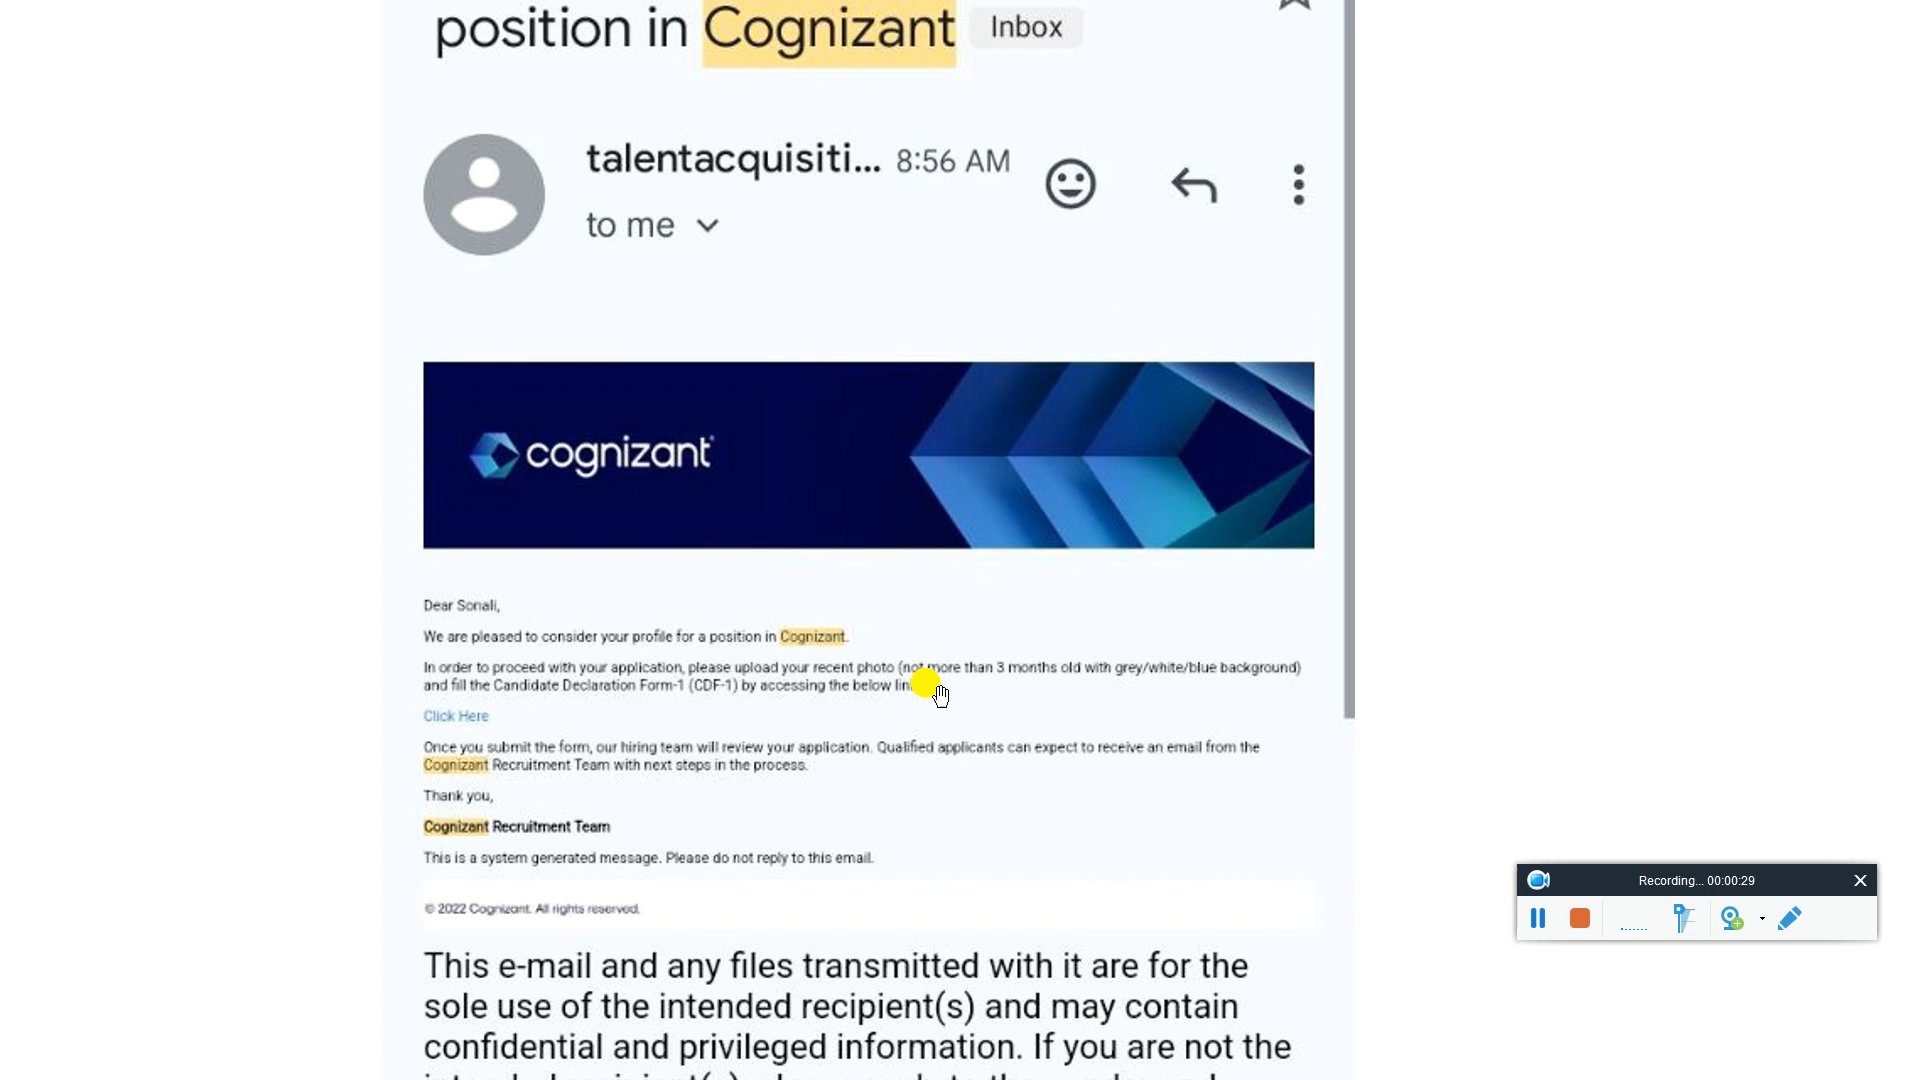 position in Cognizant Inbox
talentacquisiti... 8:56 AM
to me
cognizant
Dear Sonali,
We are pleased to consider your profile for a position in Cognizant.
In order to proceed with your application, please upload your recent photo (not more than 3 months old with grey/white/blue background)
and fill the Candidate Declaration Form-1 (CDF-1) by accessing the below
Click Here
Once you submit the form, our hiring team will review your application. Qualified applicants can expect to receive an email from the
Cognizant Recruitment Team with next steps in the process.
Thank you,
Cognizant Recruitment Team
This is a system generated message. Please do not reply to this email.
© 2022 Cognizant. All rights reserved.
This e-mail and any files transmitted with it are for the
sole use of the intended recipient(s) and may contain
confidential and privileged information. If you are not the
Recording... 00:00:29